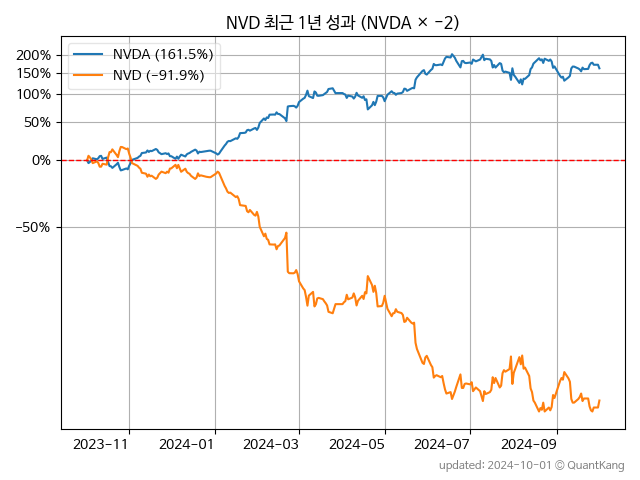 NVD 최근 1년 성과 (NVDA × −2)
NVDA (161.5%)
NVD (−91.9%)
200%
150%
100%
50%
0%
−50%
2023-11 2024-01 2024-03 2024-05 2024-07 2024-09
updated: 2024-10-01 © QuantKang